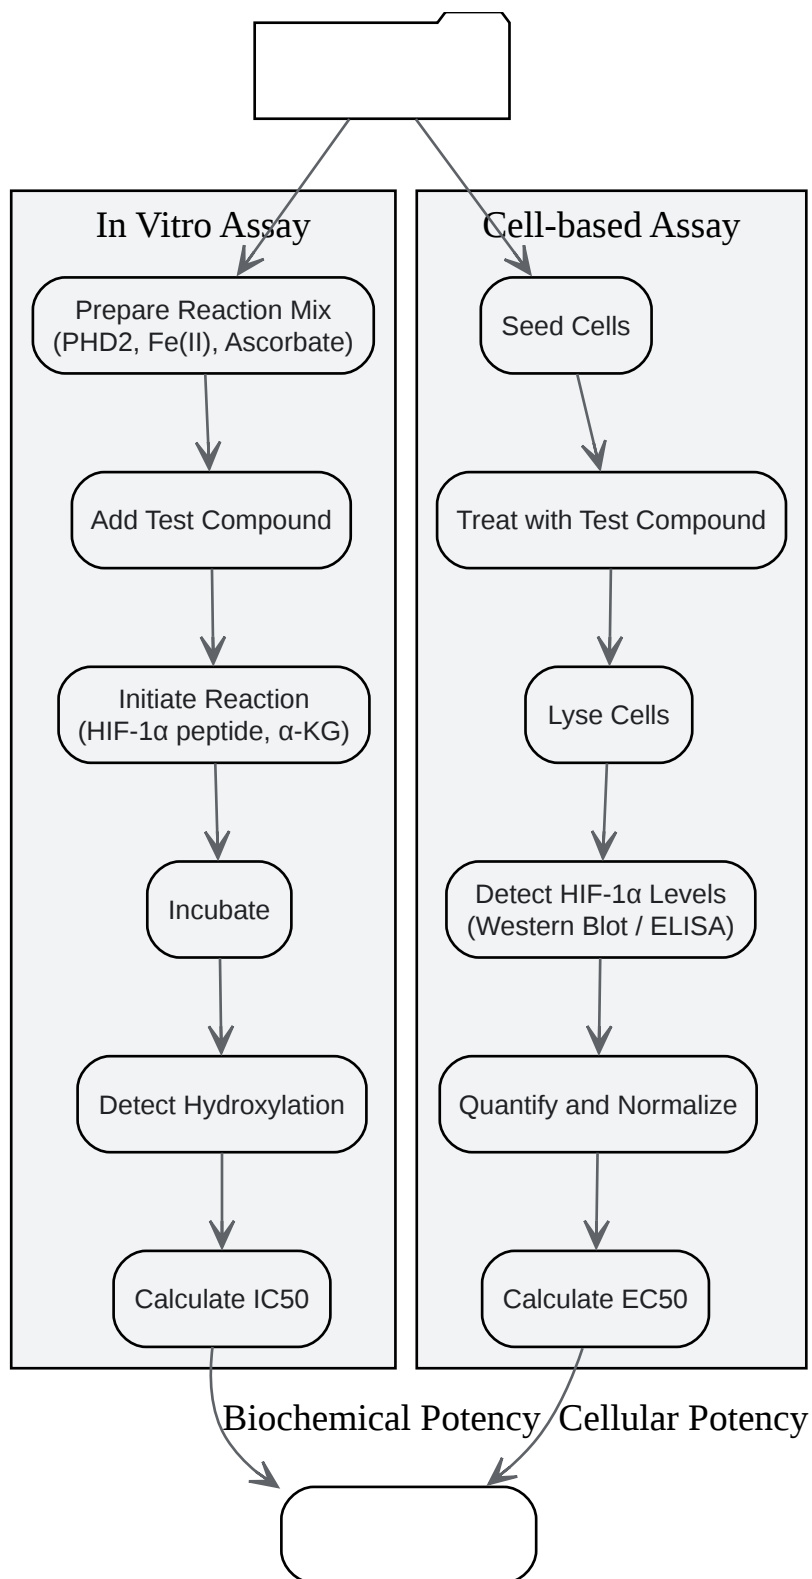 In Vitro Assay
Prepare Reaction Mix
(PHD2, Fe(II), Ascorbate)
Add Test Compound
Initiate Reaction
(HIF-1α peptide, α-KG)
Incubate
Detect Hydroxylation
Calculate IC50
Biochemical Potency
Cell-based Assay
Seed Cells
Treat with Test Compound
Lyse Cells
Detect HIF-1α Levels
(Western Blot / ELISA)
Quantify and Normalize
Calculate EC50
Cellular Potency